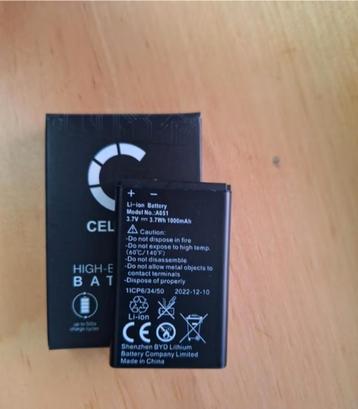 CEL
HIGH-E
BAT
up to 500x
charge cycles
+ -
Li-ion Battery
Model No.:A051
3.7V ⎓ 3.7Wh 1000mAh
-Do not dispose in fire
-Do not expose to high temp.
(60℃/140℉)
-Do not disassemble
-Do not allow metal objects to
contact terminals
-Dispose of properly
1ICP6/34/50 2022-12-10
Li-ion
Shenzhen BYD Lithium
Battery Company Limited
Made in China